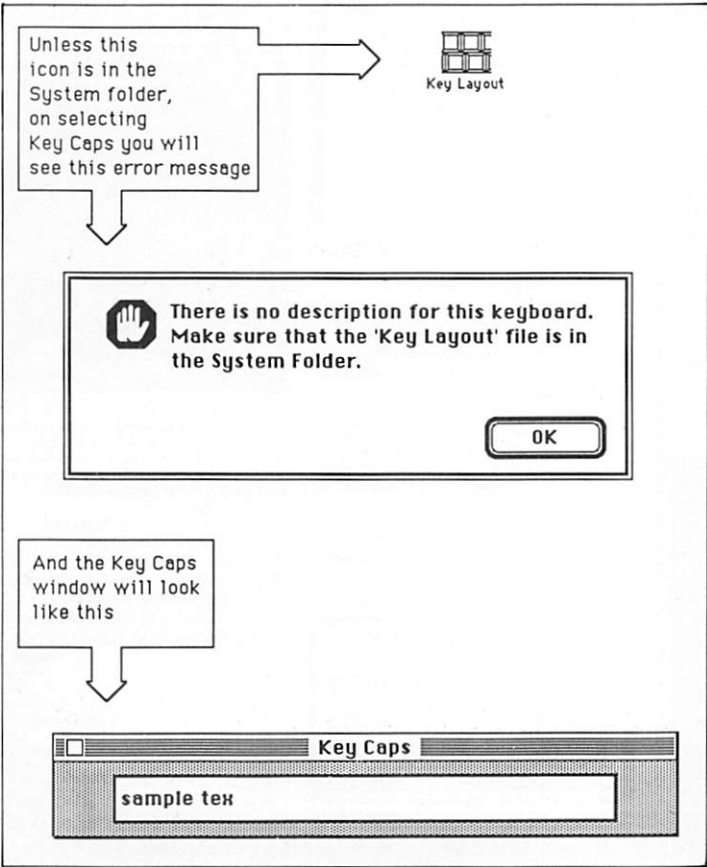 Unless this
icon is in the
System folder,
on selecting
Key Caps you will
see this error message
Key Layout
There is no description for this keyboard.
Make sure that the 'Key Layout' file is in
the System Folder.
OK
And the Key Caps
window will look
like this
Key Caps
sample tex